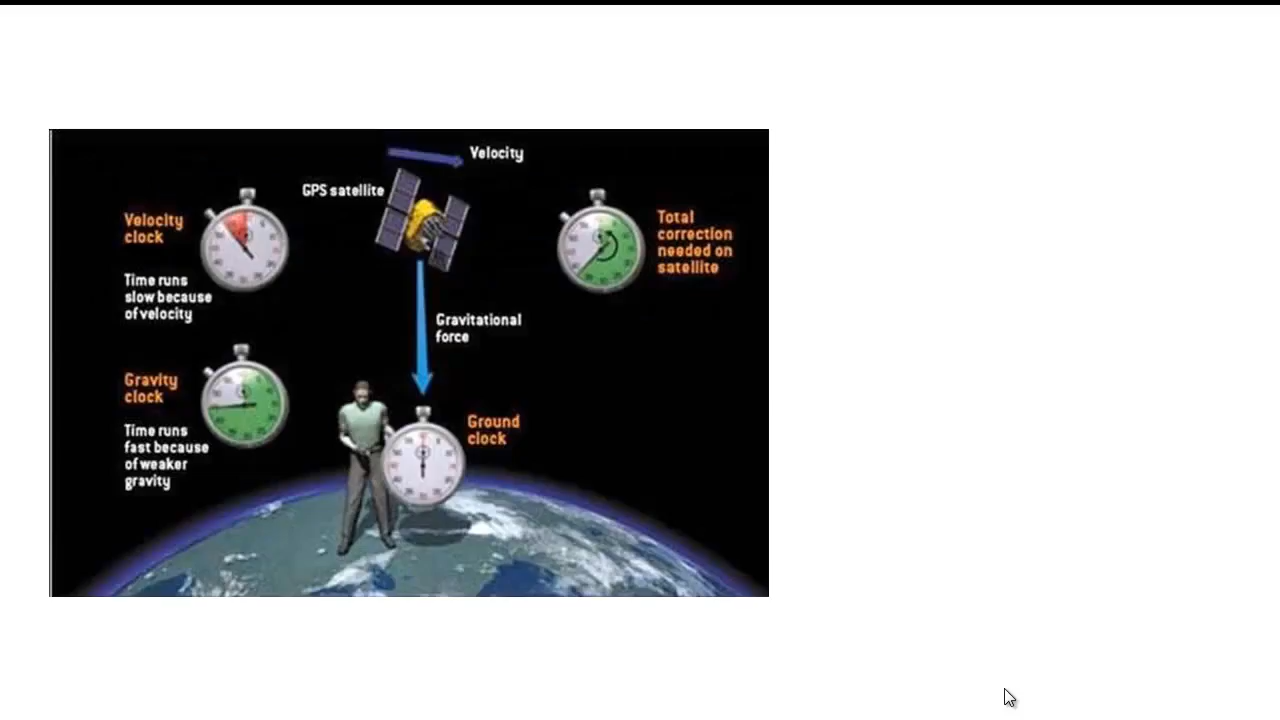 Velocity
GPS satellite
Velocity
clock
Time runs
slow because
of velocity
Total
correction
needed on
satellite
Gravitational
force
Gravity
clock
Time runs
fast because
of weaker
gravity
Ground
clock